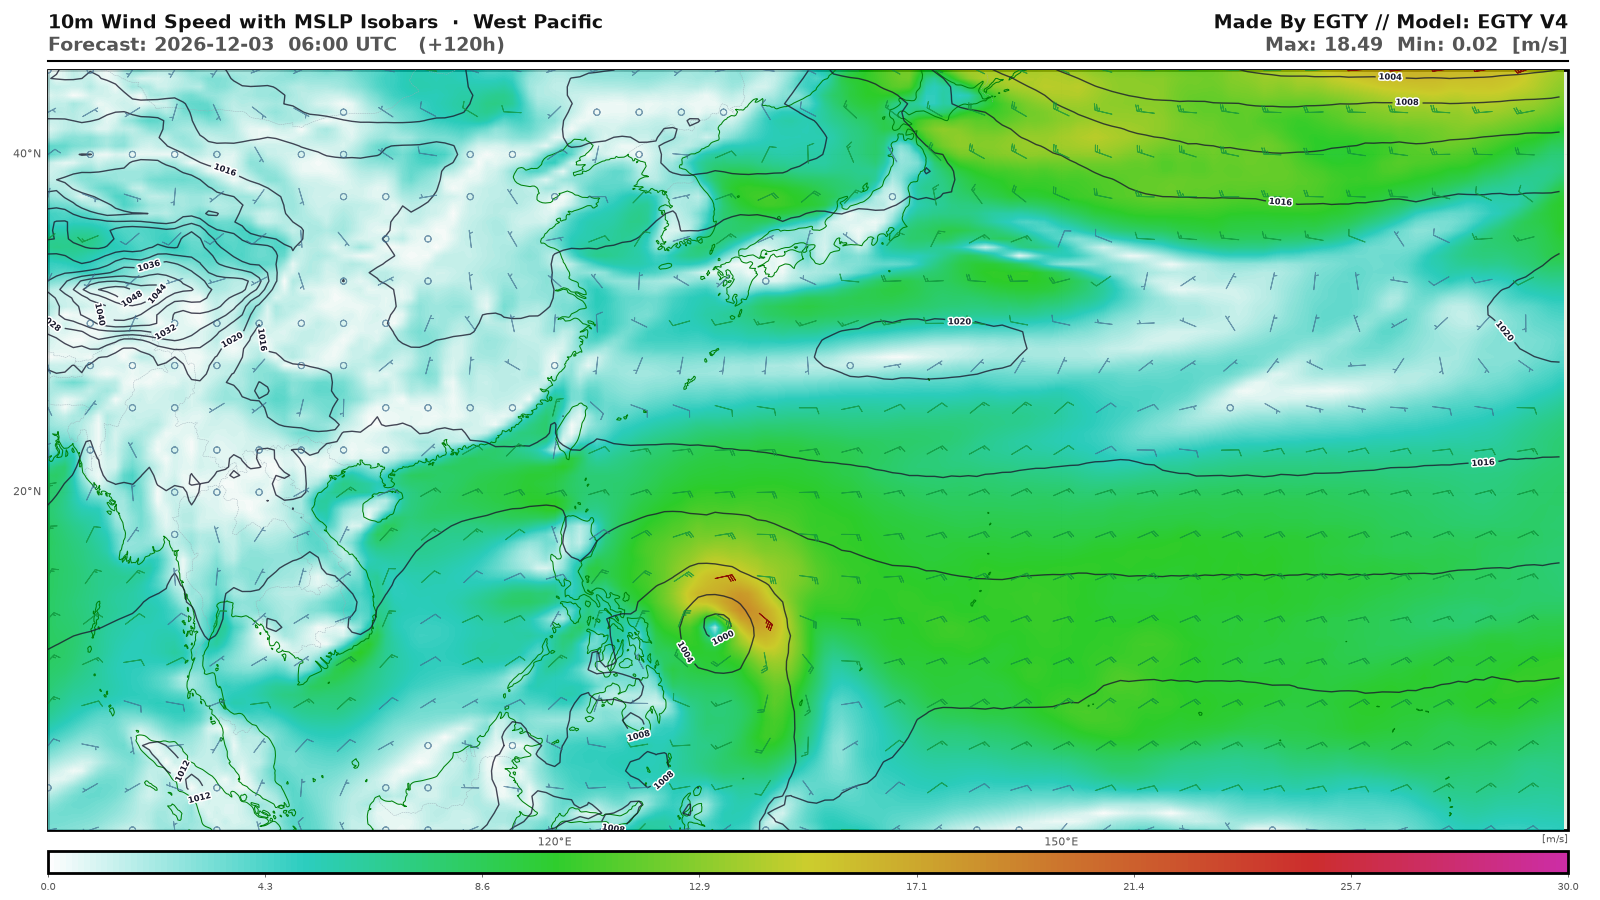 10m Wind Speed with MSLP Isobars · West Pacific
Made By EGTY // Model: EGTY V4
Forecast: 2026-12-03 06:00 UTC (+120h)
Max: 18.49 Min: 0.02 [m/s]
1004
1008
40°N
1016
1016
1036
1048
1044
1040
1032
028
1020
1016
1020
1020
1016
20°N
1000
1004
1008
1008
1012
1012
1008
120°E
150°E
[m/s]
0.0 4.3 8.6 12.9 17.1 21.4 25.7 30.0